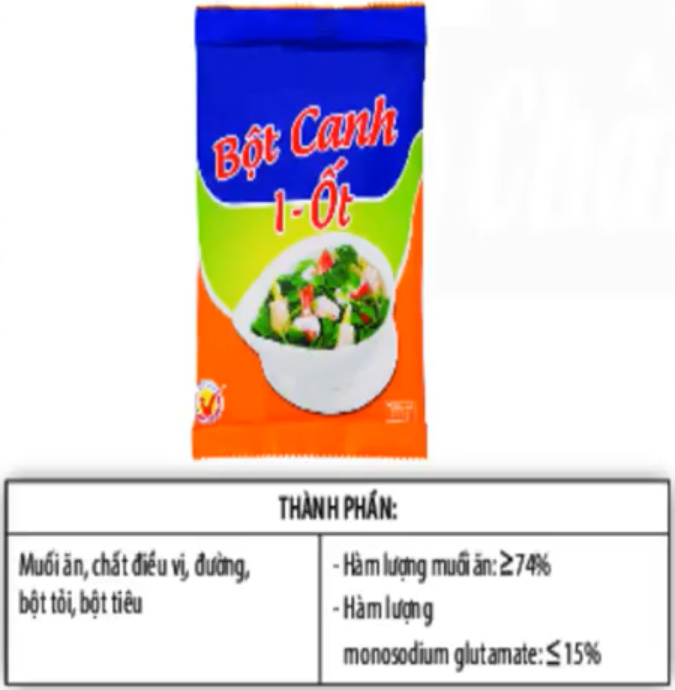 Bột Canh
1-Ốt
THÀNH PHẦN:
Muối ăn, chất điều vị, đường,
bột tỏi, bột tiêu
- Hàm lượng muối ăn: ≥74%
- Hàm lượng
monosodium glutamate: ≤15%